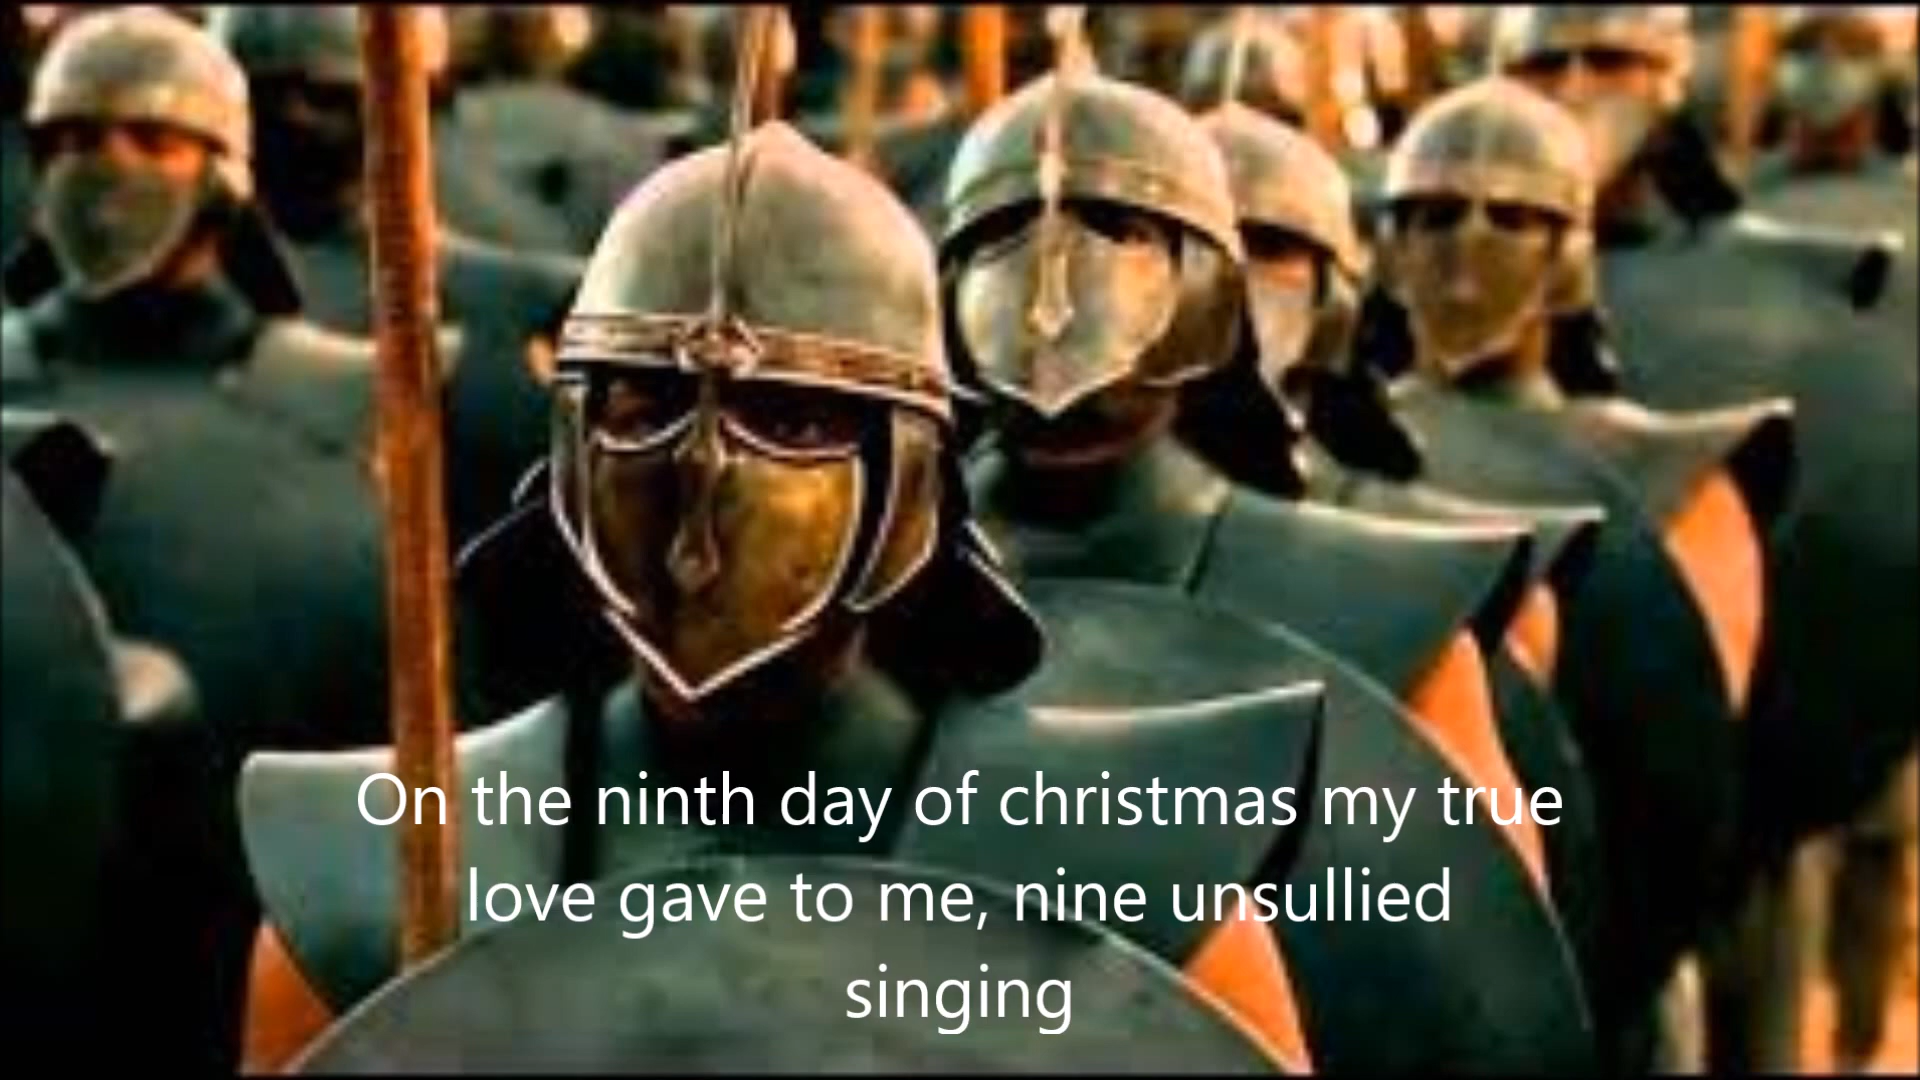 On the ninth day of christmas my true
love gave to me, nine unsullied
singing